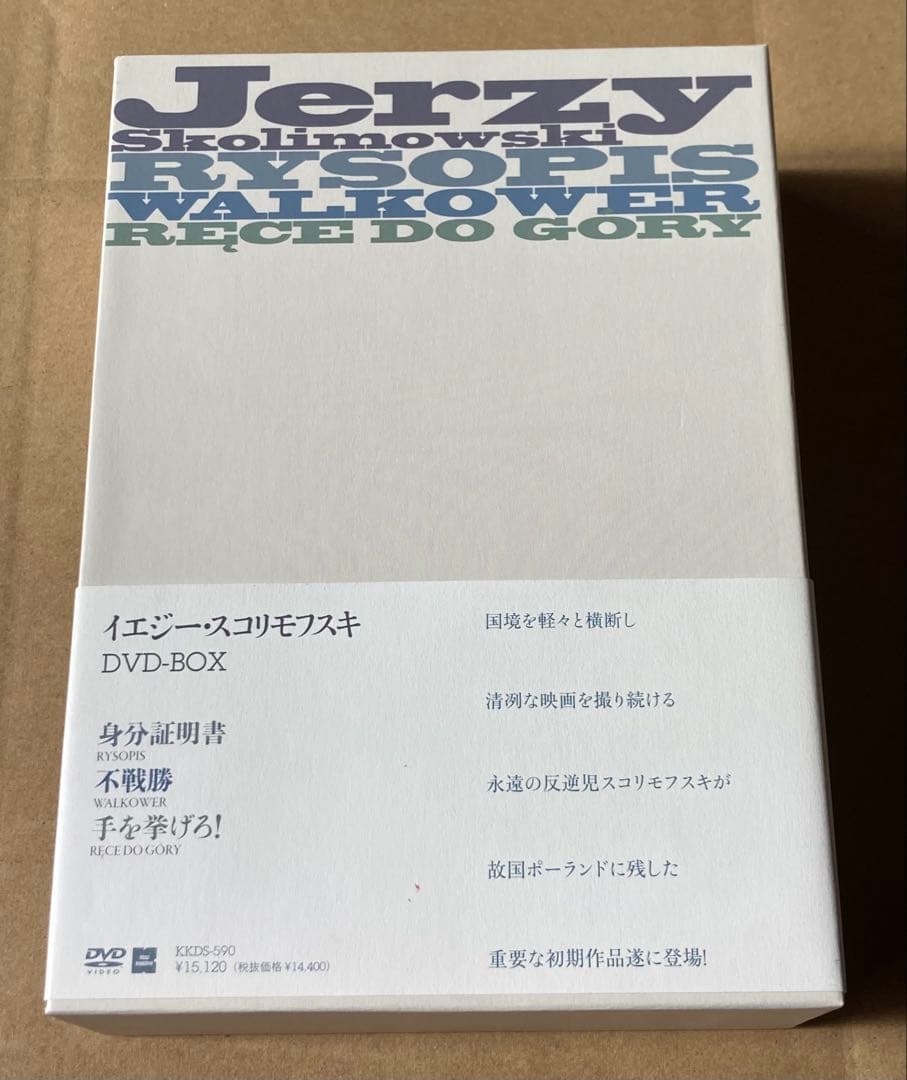 Jerzy
Skolimowski
RYSOPIS
WALKOWER
RĘCE DO GÓRY
イエジー・スコリモフスキ
DVD-BOX
身分証明書
RYSOPIS
不戦勝
WALKOWER
手を挙げろ!
RĘCE DO GÓRY
DVD
VIDEO
KKDS-590
¥15,120（税抜価格 ¥14,400）
国境を軽々と横断し
清冽な映画を撮り続ける
永遠の反逆児スコリモフスキが
故国ポーランドに残した
重要な初期作品遂に登場!